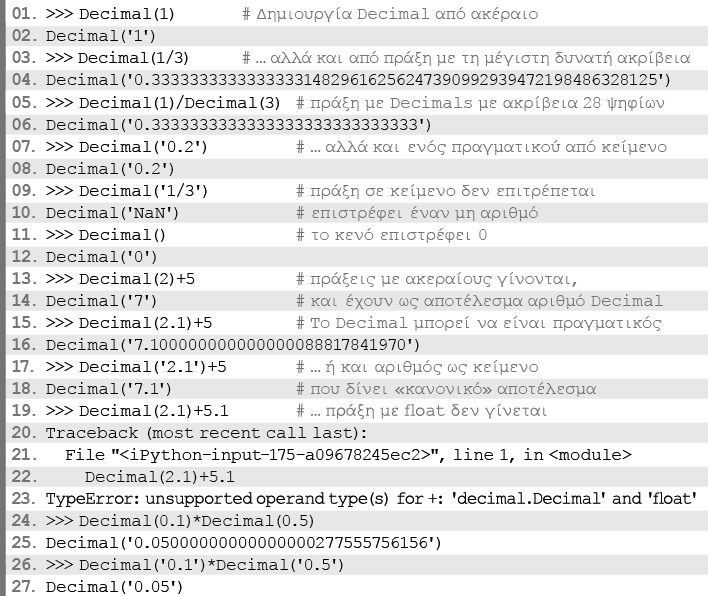 01. >>> Decimal(1) # Δημιουργία Decimal από ακέραιο
02. Decimal('1')
03. >>> Decimal(1/3) # … αλλά και από πράξη με τη μέγιστη δυνατή ακρίβεια
04. Decimal('0.333333333333333314829616256247390992939472198486328125')
05. >>> Decimal(1)/Decimal(3) # πράξη με Decimals με ακρίβεια 28 ψηφίων
06. Decimal('0.3333333333333333333333333333')
07. >>> Decimal('0.2') # … αλλά και ενός πραγματικού από κείμενο
08. Decimal('0.2')
09. >>> Decimal('1/3') # πράξη σε κείμενο δεν επιτρέπεται
10. Decimal('NaN') # επιστρέφει έναν μη αριθμό
11. >>> Decimal() # το κενό επιστρέφει 0
12. Decimal('0')
13. >>> Decimal(2)+5 # πράξεις με ακεραίους γίνονται,
14. Decimal('7') # και έχουν ως αποτέλεσμα αριθμό Decimal
15. >>> Decimal(2.1)+5 # Το Decimal μπορεί να είναι πραγματικός
16. Decimal('7.100000000000000088817841970')
17. >>> Decimal('2.1')+5 # … ή και αριθμός ως κείμενο
18. Decimal('7.1') # που δίνει «κανονικό» αποτέλεσμα
19. >>> Decimal(2.1)+5.1 # … πράξη με float δεν γίνεται
20. Traceback (most recent call last):
21. File "<iPython-input-175-a09678245ec2>", line 1, in <module>
22. Decimal(2.1)+5.1
23. TypeError: unsupported operand type(s) for +: 'decimal.Decimal' and 'float'
24. >>> Decimal(0.1)*Decimal(0.5)
25. Decimal('0.05000000000000000277555756156')
26. >>> Decimal('0.1')*Decimal('0.5')
27. Decimal('0.05')